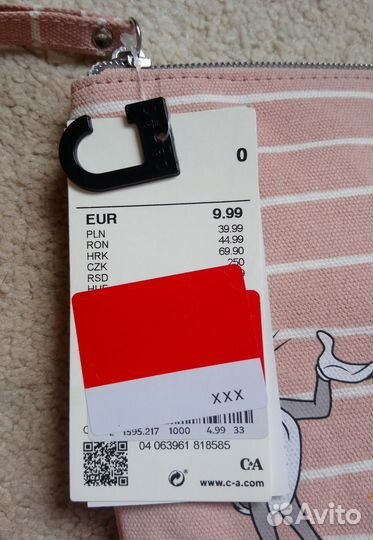 0
EUR 9.99
PLN 39.99
RON 44.99
HRK 69.90
CZK 250
RSD
XXX
1595.217 1000 4.99 33
04 063961 818585
C&A
www.c-a.com
Avito